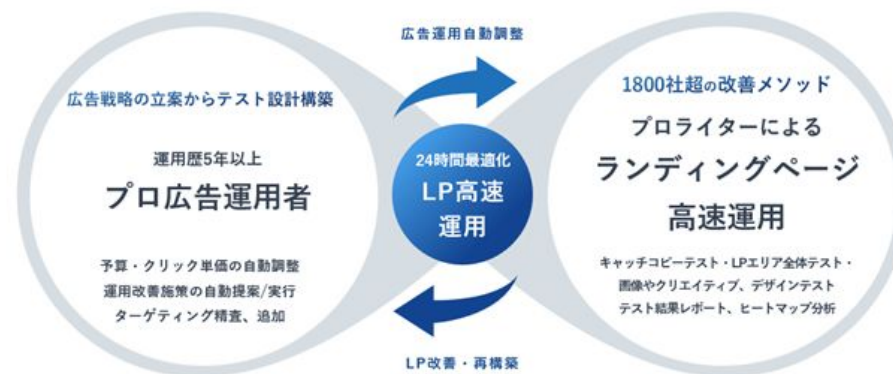 広告運用自動調整
広告戦略の立案からテスト設計構築
運用歴5年以上
プロ広告運用者
予算・クリック単価の自動調整
運用改善施策の自動提案/実行
ターゲティング精査、追加
24時間最適化
LP高速
運用
1800社超の改善メソッド
プロライターによる
ランディングページ
高速運用
キャッチコピーテスト・LPエリア全体テスト・
画像やクリエイティブ、デザインテスト
テスト結果レポート、ヒートマップ分析
LP改善・再構築